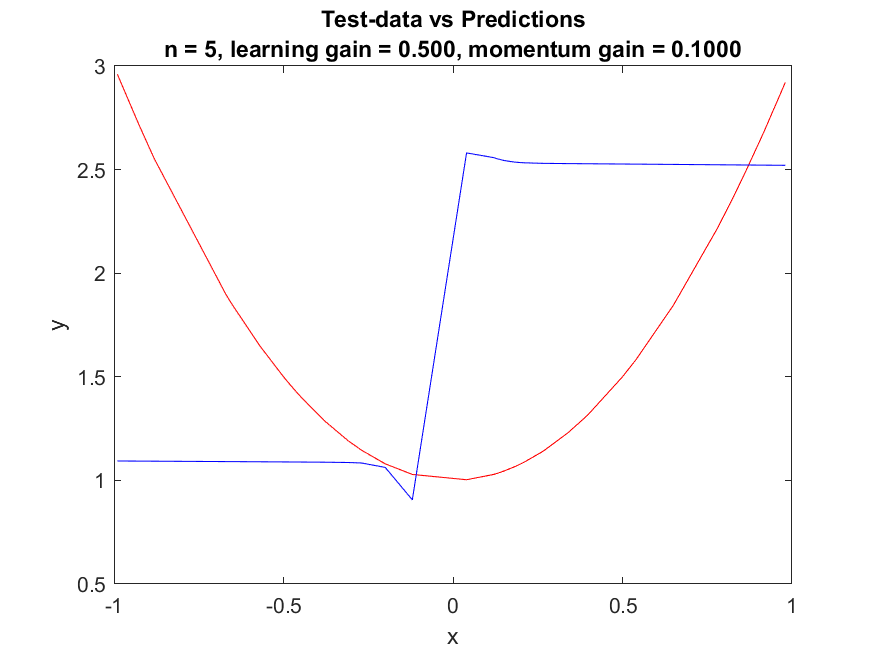 Test-data vs Predictions
n = 5, learning gain = 0.500, momentum gain = 0.1000
3
2.5
2
1.5
1
0.5
y
-1
-0.5
0
0.5
1
x